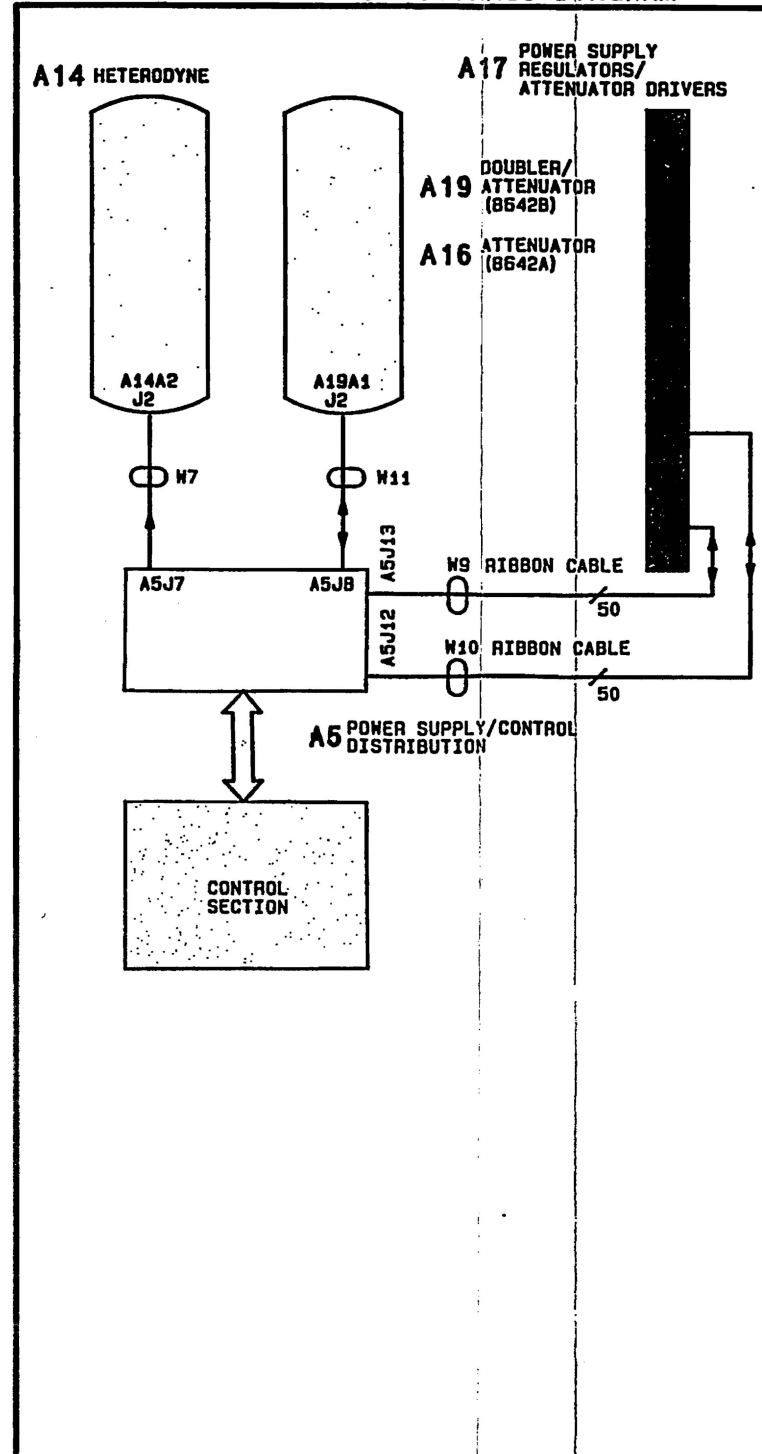 A14 HETERODYNE
A17 POWER SUPPLY
REGULATORS/
ATTENUATOR DRIVERS
A19 DOUBLER/
ATTENUATOR
(8642B)
A16 ATTENUATOR
(8642A)
A14A2
J2
A19A1
J2
W7
W11
A5J7
A5J8
A5J13
A5J12
W9 RIBBON CABLE
50
W10 RIBBON CABLE
50
A5 POWER SUPPLY/CONTROL
DISTRIBUTION
CONTROL
SECTION